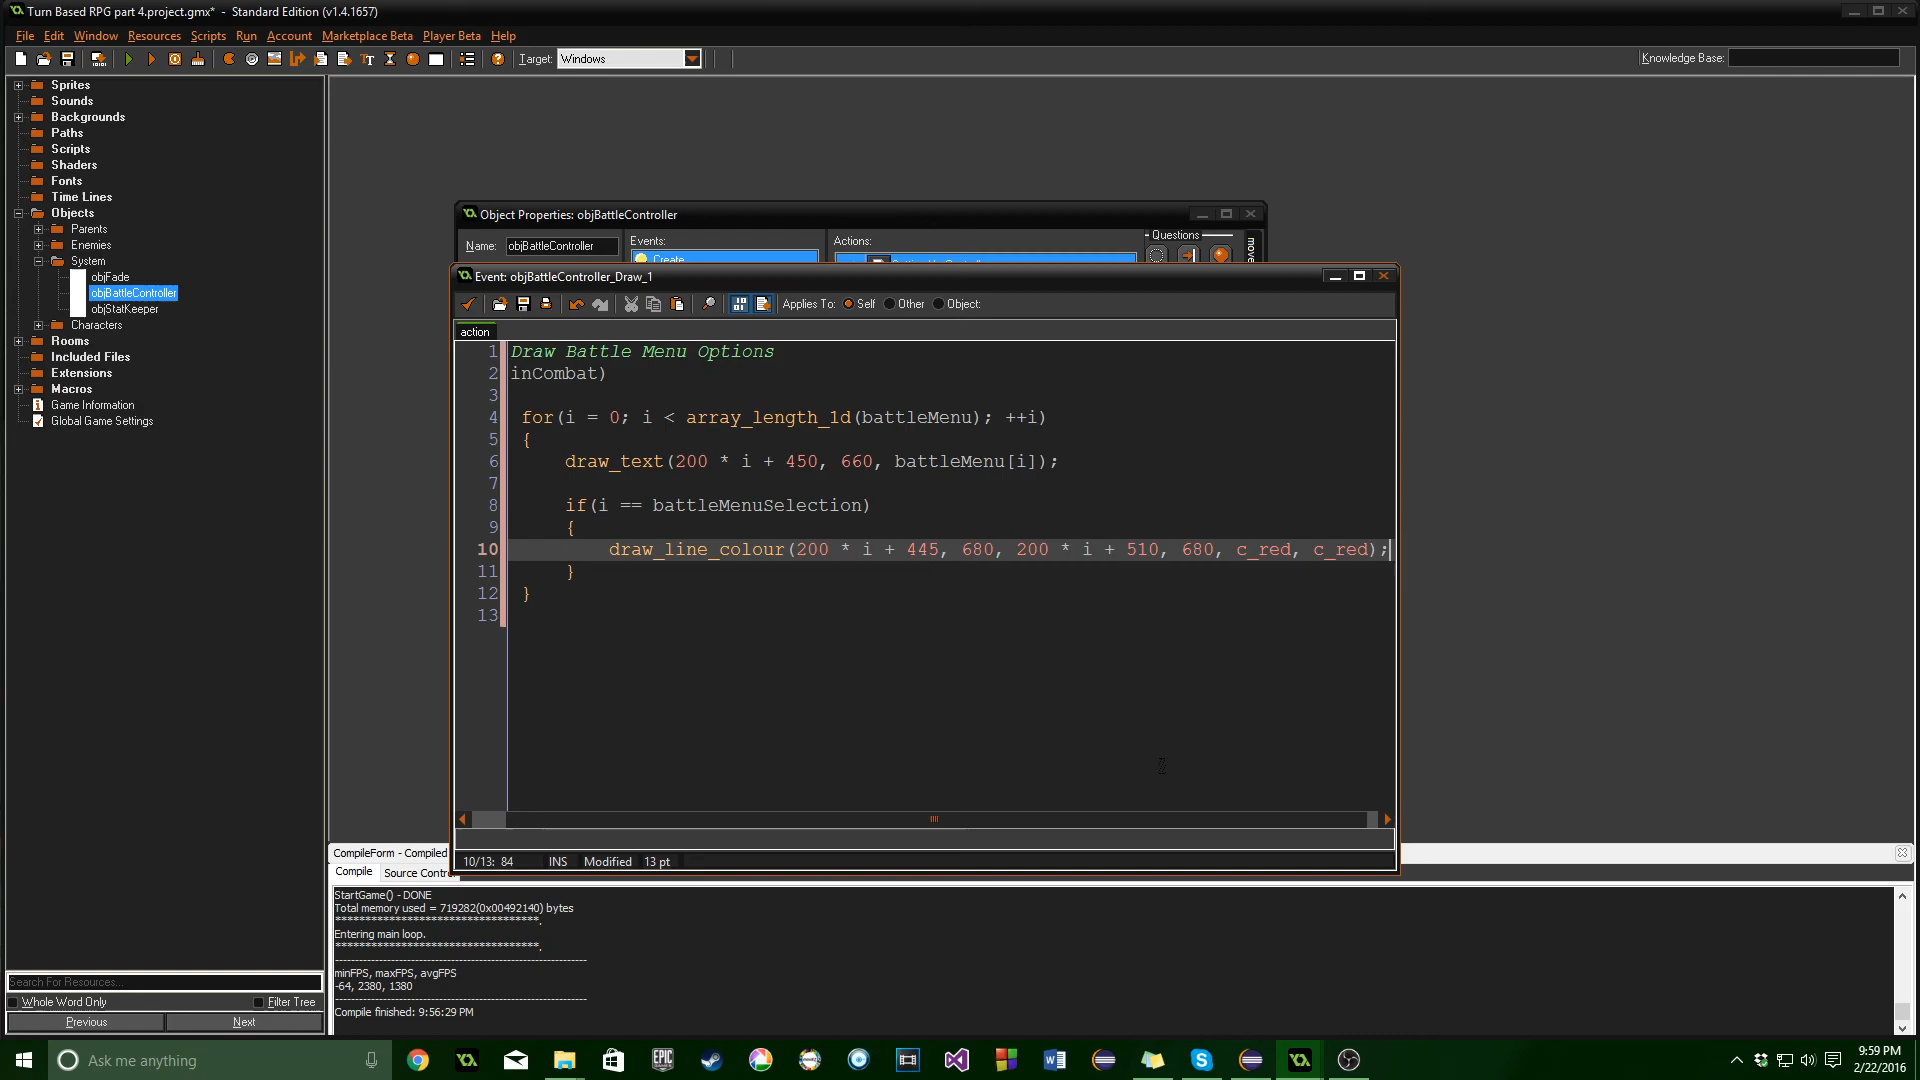 Turn Based RPG part 4.project.gmx* - Standard Edition (v1.4.1657)
File Edit Window Resources Scripts Run Account Marketplace Beta Player Beta Help
Target: Windows
Knowledge Base:
Sprites
Sounds
Backgrounds
Paths
Scripts
Shaders
Fonts
Time Lines
Objects
Parents
Enemies
System
objFade
objBattleController
objStatKeeper
Characters
Rooms
Included Files
Extensions
Macros
Game Information
Global Game Settings
Search For Resources...
Whole Word Only Filter Tree
Previous Next
Object Properties: objBattleController
Name: objBattleController Events: Actions: Questions move
Create
Event: objBattleController_Draw_1
Applies To: Self Other Object:
action
1 Draw Battle Menu Options
2 inCombat)
3
4 for(i = 0; i < array_length_1d(battleMenu); ++i)
5 {
6 draw_text(200 * i + 450, 660, battleMenu[i]);
7
8 if(i == battleMenuSelection)
9 {
10 draw_line_colour(200 * i + 445, 680, 200 * i + 510, 680, c_red, c_red);
11 }
12 }
13
10/13: 84 INS Modified 13 pt
CompileForm - Compiled
Compile Source Contro
StartGame() - DONE
Total memory used = 719282(0x00492140) bytes
**********************************.
Entering main loop.
**********************************.
minFPS, maxFPS, avgFPS
-64, 2380, 1380
Compile finished: 9:56:29 PM
Ask me anything
EPIC GAMES
9:59 PM
2/22/2016